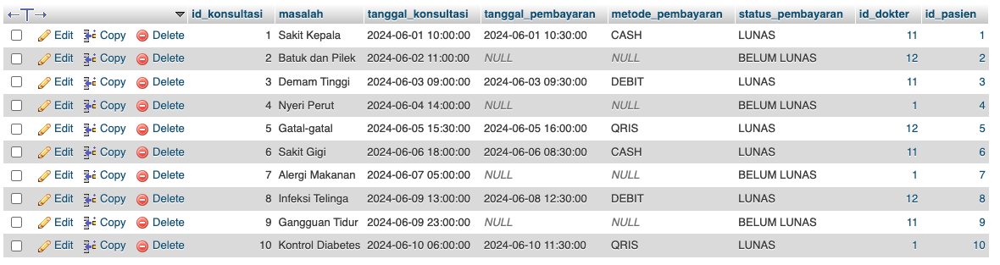 id_konsultasi masalah tanggal_konsultasi tanggal_pembayaran metode_pembayaran status_pembayaran id_dokter id_pasien
Edit Copy Delete 1 Sakit Kepala 2024-06-01 10:00:00 2024-06-01 10:30:00 CASH LUNAS 11 1
Edit Copy Delete 2 Batuk dan Pilek 2024-06-02 11:00:00 NULL NULL BELUM LUNAS 12 2
Edit Copy Delete 3 Demam Tinggi 2024-06-03 09:00:00 2024-06-03 09:30:00 DEBIT LUNAS 11 3
Edit Copy Delete 4 Nyeri Perut 2024-06-04 14:00:00 NULL NULL BELUM LUNAS 1 4
Edit Copy Delete 5 Gatal-gatal 2024-06-05 15:30:00 2024-06-05 16:00:00 QRIS LUNAS 12 5
Edit Copy Delete 6 Sakit Gigi 2024-06-06 18:00:00 2024-06-06 08:30:00 CASH LUNAS 11 6
Edit Copy Delete 7 Alergi Makanan 2024-06-07 05:00:00 NULL NULL BELUM LUNAS 1 7
Edit Copy Delete 8 Infeksi Telinga 2024-06-09 13:00:00 2024-06-08 12:30:00 DEBIT LUNAS 12 8
Edit Copy Delete 9 Gangguan Tidur 2024-06-09 23:00:00 NULL NULL BELUM LUNAS 11 9
Edit Copy Delete 10 Kontrol Diabetes 2024-06-10 06:00:00 2024-06-10 11:30:00 QRIS LUNAS 1 10